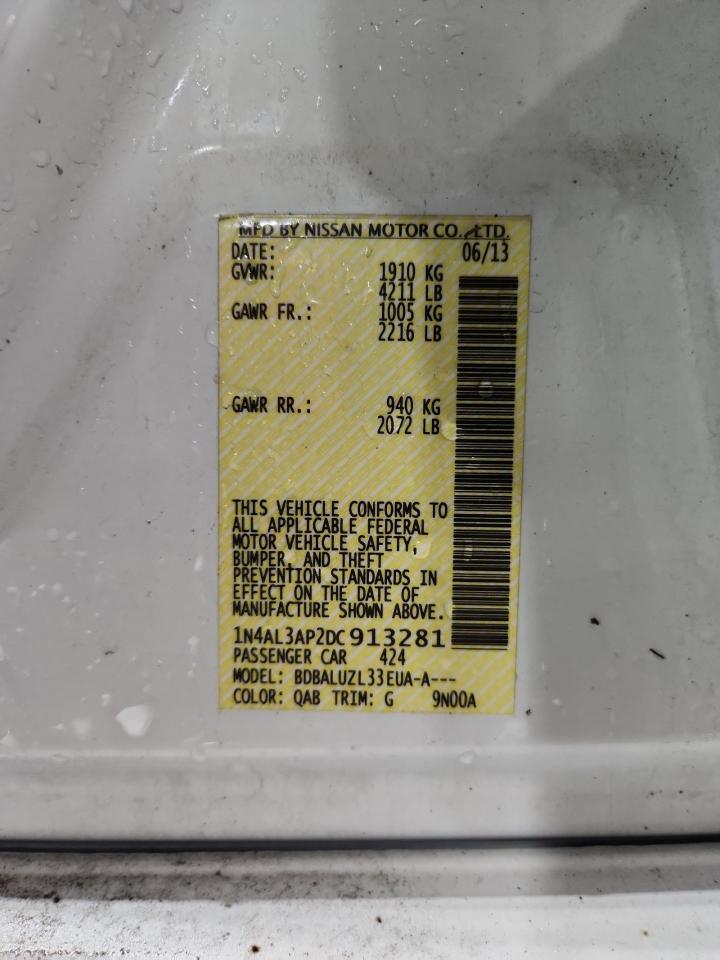 MFD BY NISSAN MOTOR CO., LTD.
DATE: 06/13
GVWR: 1910 KG
4211 LB
GAWR FR.: 1005 KG
2216 LB
GAWR RR.: 940 KG
2072 LB
THIS VEHICLE CONFORMS TO
ALL APPLICABLE FEDERAL
MOTOR VEHICLE SAFETY,
BUMPER, AND THEFT
PREVENTION STANDARDS IN
EFFECT ON THE DATE OF
MANUFACTURE SHOWN ABOVE.
1N4AL3AP2DC913281
PASSENGER CAR 424
MODEL: BDBALUZL33EUA-A---
COLOR: QAB TRIM: G 9N00A